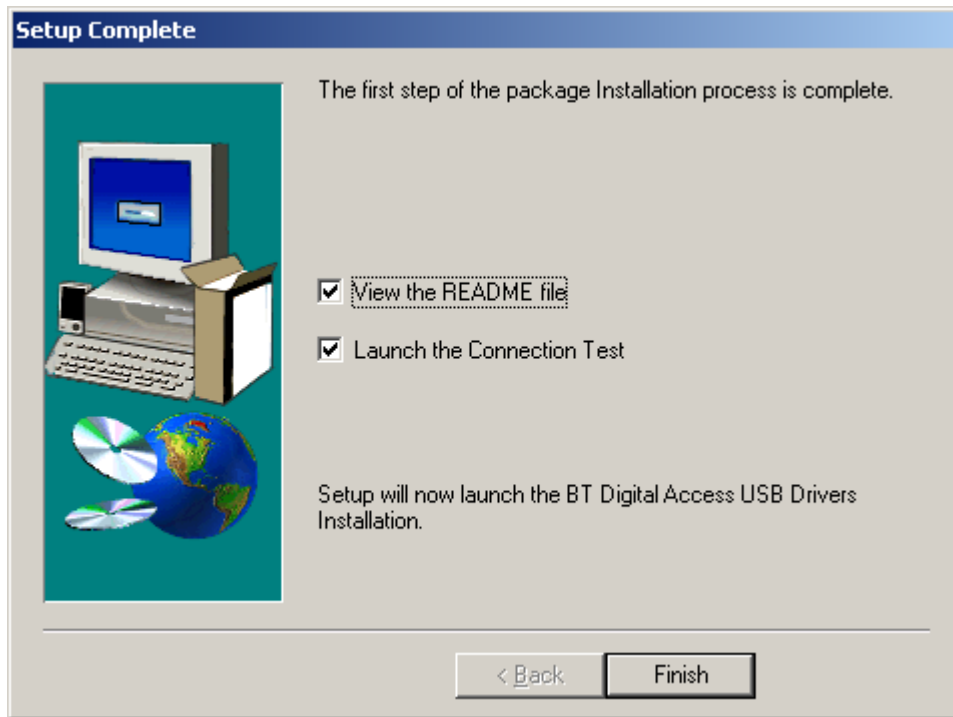 Setup Complete
The first step of the package Installation process is complete.
View the README file
Launch the Connection Test
Setup will now launch the BT Digital Access USB Drivers
Installation.
< Back
Finish